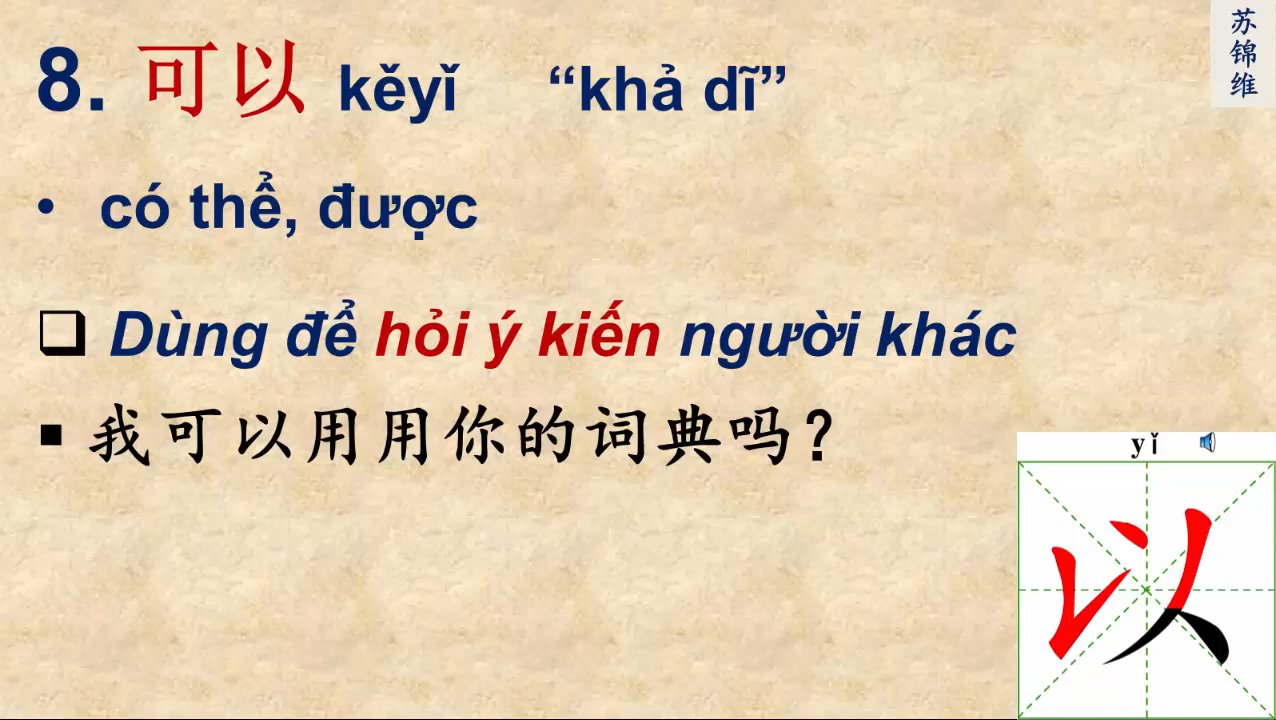 8. 可以 kěyǐ “khả dĩ”
苏锦维
• có thể, được
❑ Dùng để hỏi ý kiến người khác
▪ 我可以用用你的词典吗？
yǐ
以